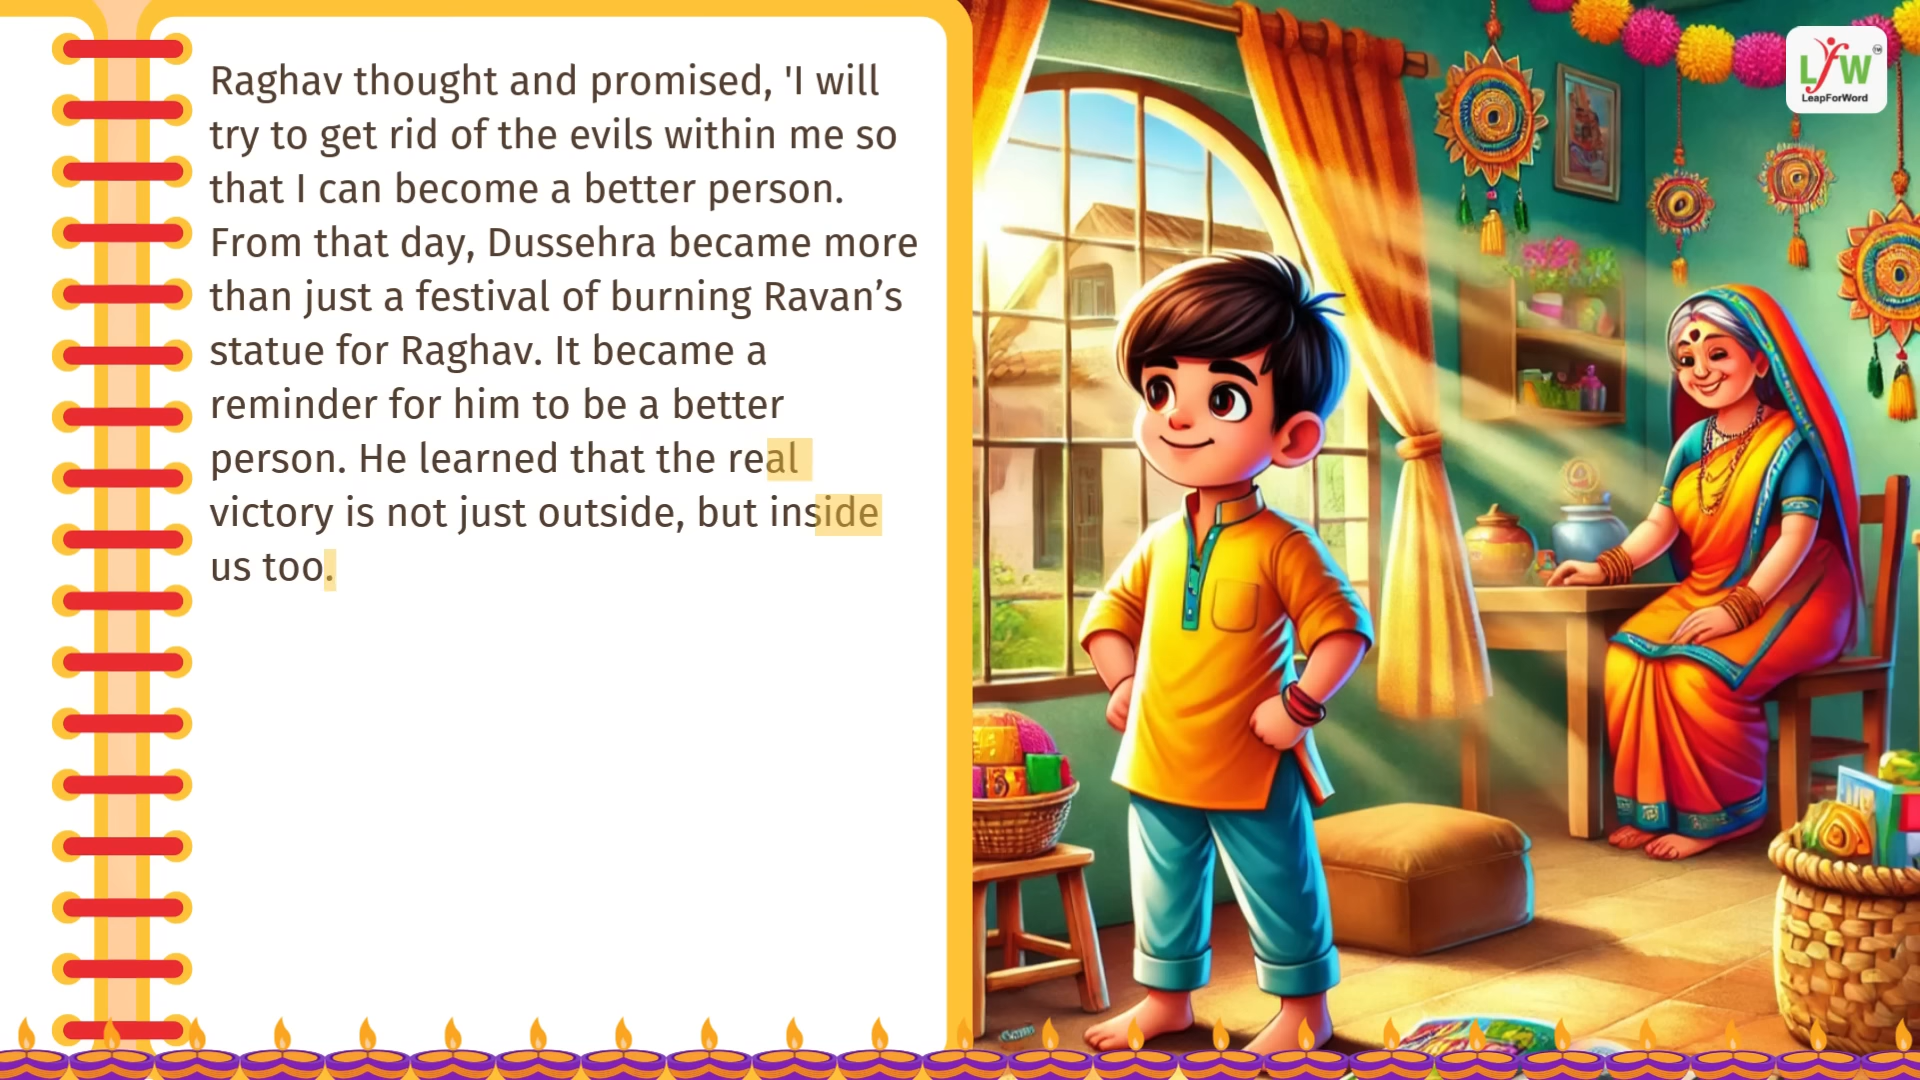 Raghav thought and promised, 'I will
try to get rid of the evils within me so
that I can become a better person.
From that day, Dussehra became more
than just a festival of burning Ravan’s
statue for Raghav. It became a
reminder for him to be a better
person. He learned that the real
victory is not just outside, but inside
us too.
LfW
TM
LeapForWord